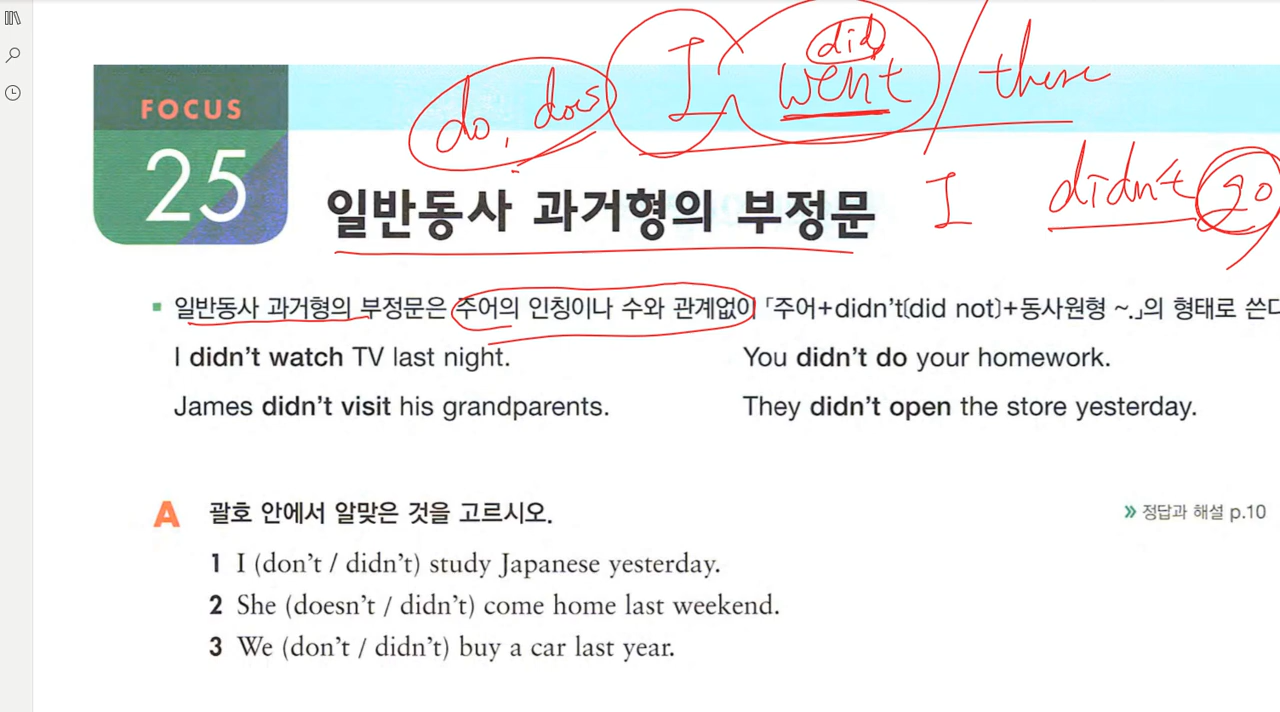 did
I went / there
do, does
I didn't go
FOCUS
25
일반동사 과거형의 부정문
일반동사 과거형의 부정문은 주어의 인칭이나 수와 관계없이 「주어+didn't(did not)+동사원형 ~.」의 형태로 쓴다
I didn't watch TV last night.
You didn't do your homework.
James didn't visit his grandparents.
They didn't open the store yesterday.
A 괄호 안에서 알맞은 것을 고르시오.
» 정답과 해설 p.10
1 I (don't / didn't) study Japanese yesterday.
2 She (doesn't / didn't) come home last weekend.
3 We (don't / didn't) buy a car last year.